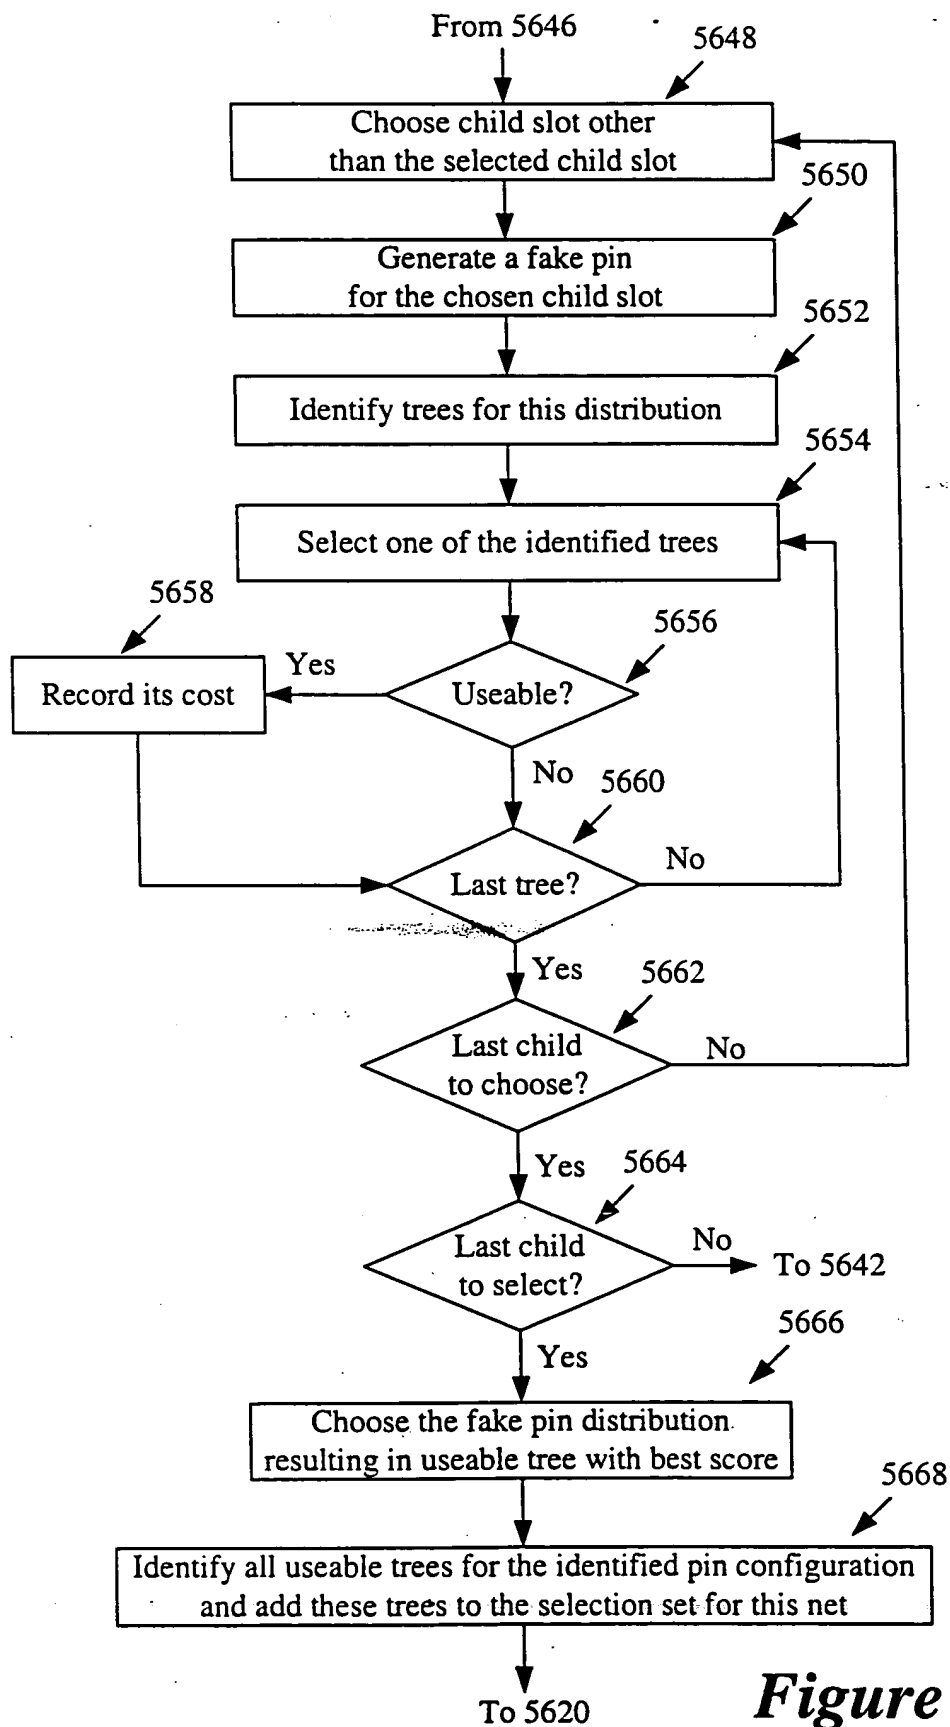 From 5646
5648
Choose child slot other
than the selected child slot
5650
Generate a fake pin
for the chosen child slot
5652
Identify trees for this distribution
5654
Select one of the identified trees
5658
5656
Yes
Record its cost
Useable?
No
5660
Last tree?
No
Yes
5662
Last child
to choose?
No
Yes
5664
Last child
to select?
No
To 5642
5666
Yes
Choose the fake pin distribution
resulting in useable tree with best score
5668
Identify all useable trees for the identified pin configuration
and add these trees to the selection set for this net
To 5620
Figure